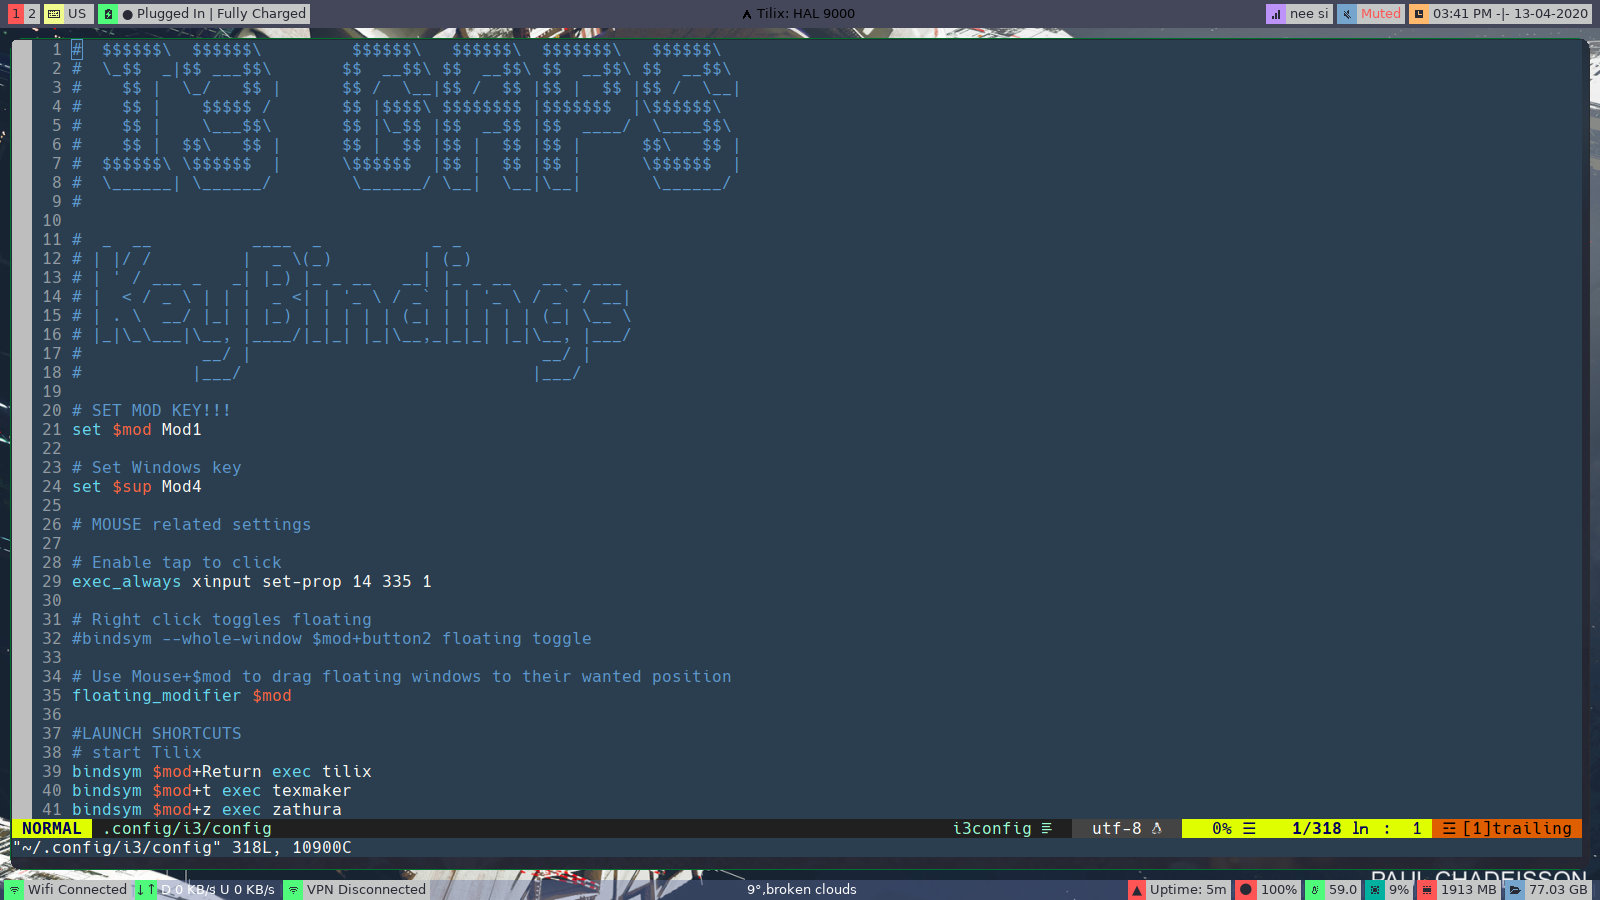 1 2 US Plugged In | Fully Charged Tilix: HAL 9000 nee si Muted 03:41 PM -|- 13-04-2020
1 #  $$$$$$\  $$$$$$\         $$$$$$\   $$$$$$\  $$$$$$$\   $$$$$$\
2 #  \_$$  _|$$ ___$$\       $$  __$$\ $$  __$$\ $$  __$$\ $$  __$$\
3 #    $$ |  \_/   $$ |      $$ /  \__|$$ /  $$ |$$ |  $$ |$$ /  \__|
4 #    $$ |    $$$$$ /       $$ |$$$$\ $$$$$$$$ |$$$$$$$  |\$$$$$$\
5 #    $$ |    \___$$\       $$ |\_$$ |$$  __$$ |$$  ____/  \____$$\
6 #    $$ |  $$\   $$ |      $$ |  $$ |$$ |  $$ |$$ |      $$\   $$ |
7 #  $$$$$$\ \$$$$$$  |      \$$$$$$  |$$ |  $$ |$$ |      \$$$$$$  |
8 #  \______| \______/        \______/ \__|  \__|\__|       \______/
9 #
10
11 #  _  __          ____  _           _ _
12 # | |/ /         |  _ \(_)         | (_)
13 # | ' / ___ _   _| |_) |_ _ __   __| |_ _ __   __ _ ___
14 # |  < / _ \ | | |  _ <| | '_ \ / _` | | '_ \ / _` / __|
15 # | . \  __/ |_| | |_) | | | | | (_| | | | | | (_| \__ \
16 # |_|\_\___|\__, |____/|_|_| |_|\__,_|_|_| |_|\__, |___/
17 #            __/ |                             __/ |
18 #           |___/                             |___/
19
20 # SET MOD KEY!!!
21 set $mod Mod1
22
23 # Set Windows key
24 set $sup Mod4
25
26 # MOUSE related settings
27
28 # Enable tap to click
29 exec_always xinput set-prop 14 335 1
30
31 # Right click toggles floating
32 #bindsym --whole-window $mod+button2 floating toggle
33
34 # Use Mouse+$mod to drag floating windows to their wanted position
35 floating_modifier $mod
36
37 #LAUNCH SHORTCUTS
38 # start Tilix
39 bindsym $mod+Return exec tilix
40 bindsym $mod+t exec texmaker
41 bindsym $mod+z exec zathura
NORMAL .config/i3/config i3config utf-8 0% ☰ 1/318 ln : 1 ☲ [1]trailing
"~/.config/i3/config" 318L, 10900C
PAUL CHADEISSON
Wifi Connected ↓↑ D 0 KB/s U 0 KB/s VPN Disconnected 9°,broken clouds Uptime: 5m 100% 59.0 9% 1913 MB 77.03 GB